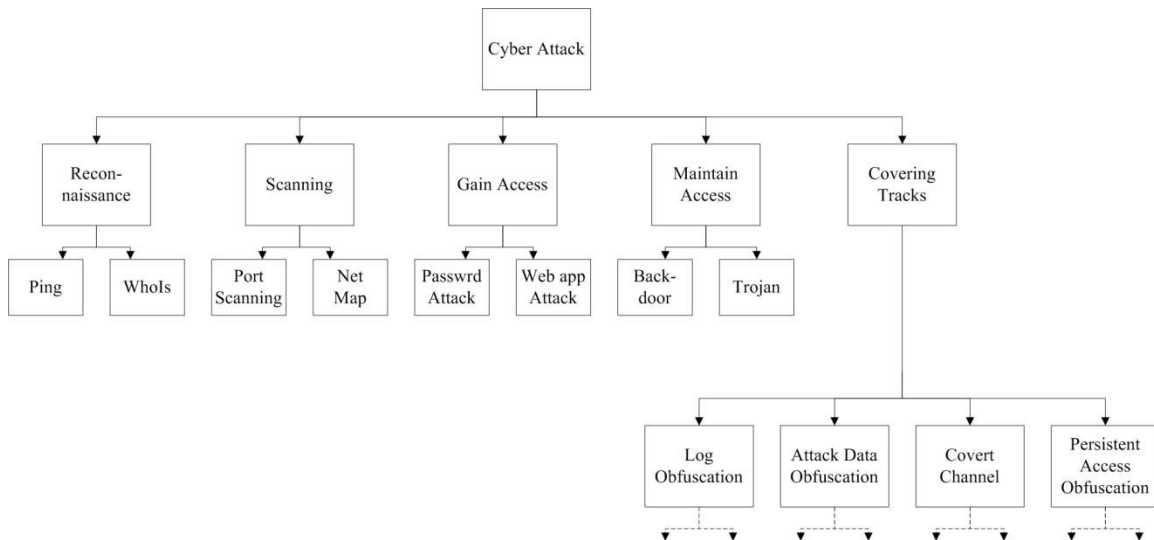 Cyber Attack
Recon-
naissance
Scanning
Gain Access
Maintain
Access
Covering
Tracks
Ping
WhoIs
Port
Scanning
Net
Map
Passwrd
Attack
Web app
Attack
Back-
door
Trojan
Log
Obfuscation
Attack Data
Obfuscation
Covert
Channel
Persistent
Access
Obfuscation